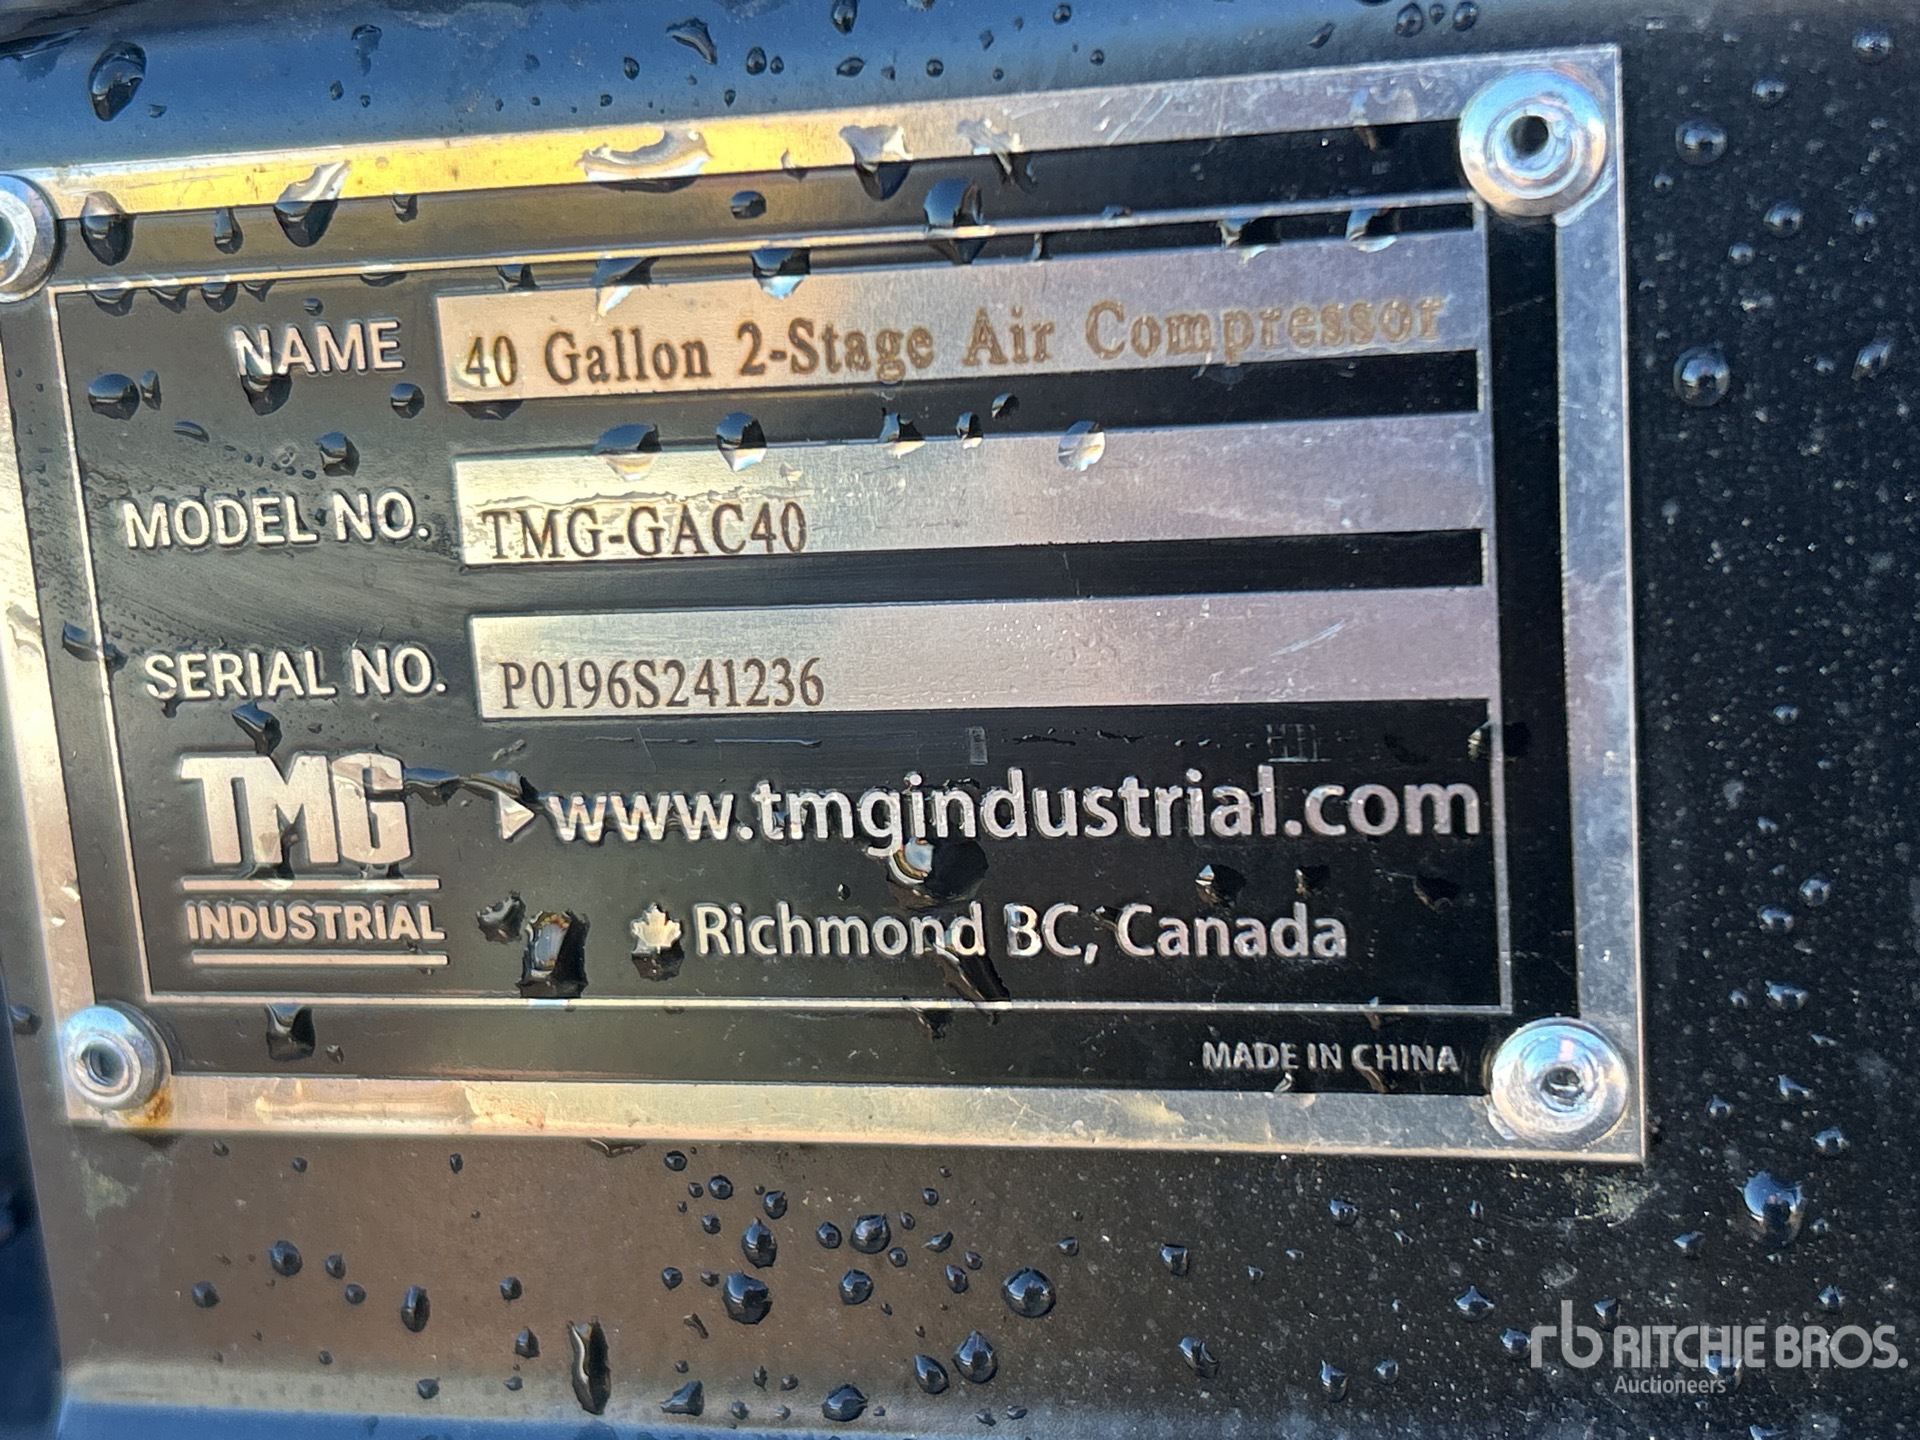 NAME 40 Gallon 2-Stage Air Compressor
MODEL NO. TMG-GAC40
SERIAL NO. P0196S241236
TMG INDUSTRIAL
www.tmgindustrial.com
Richmond BC, Canada
MADE IN CHINA
rb RITCHIE BROS.
Auctioneers